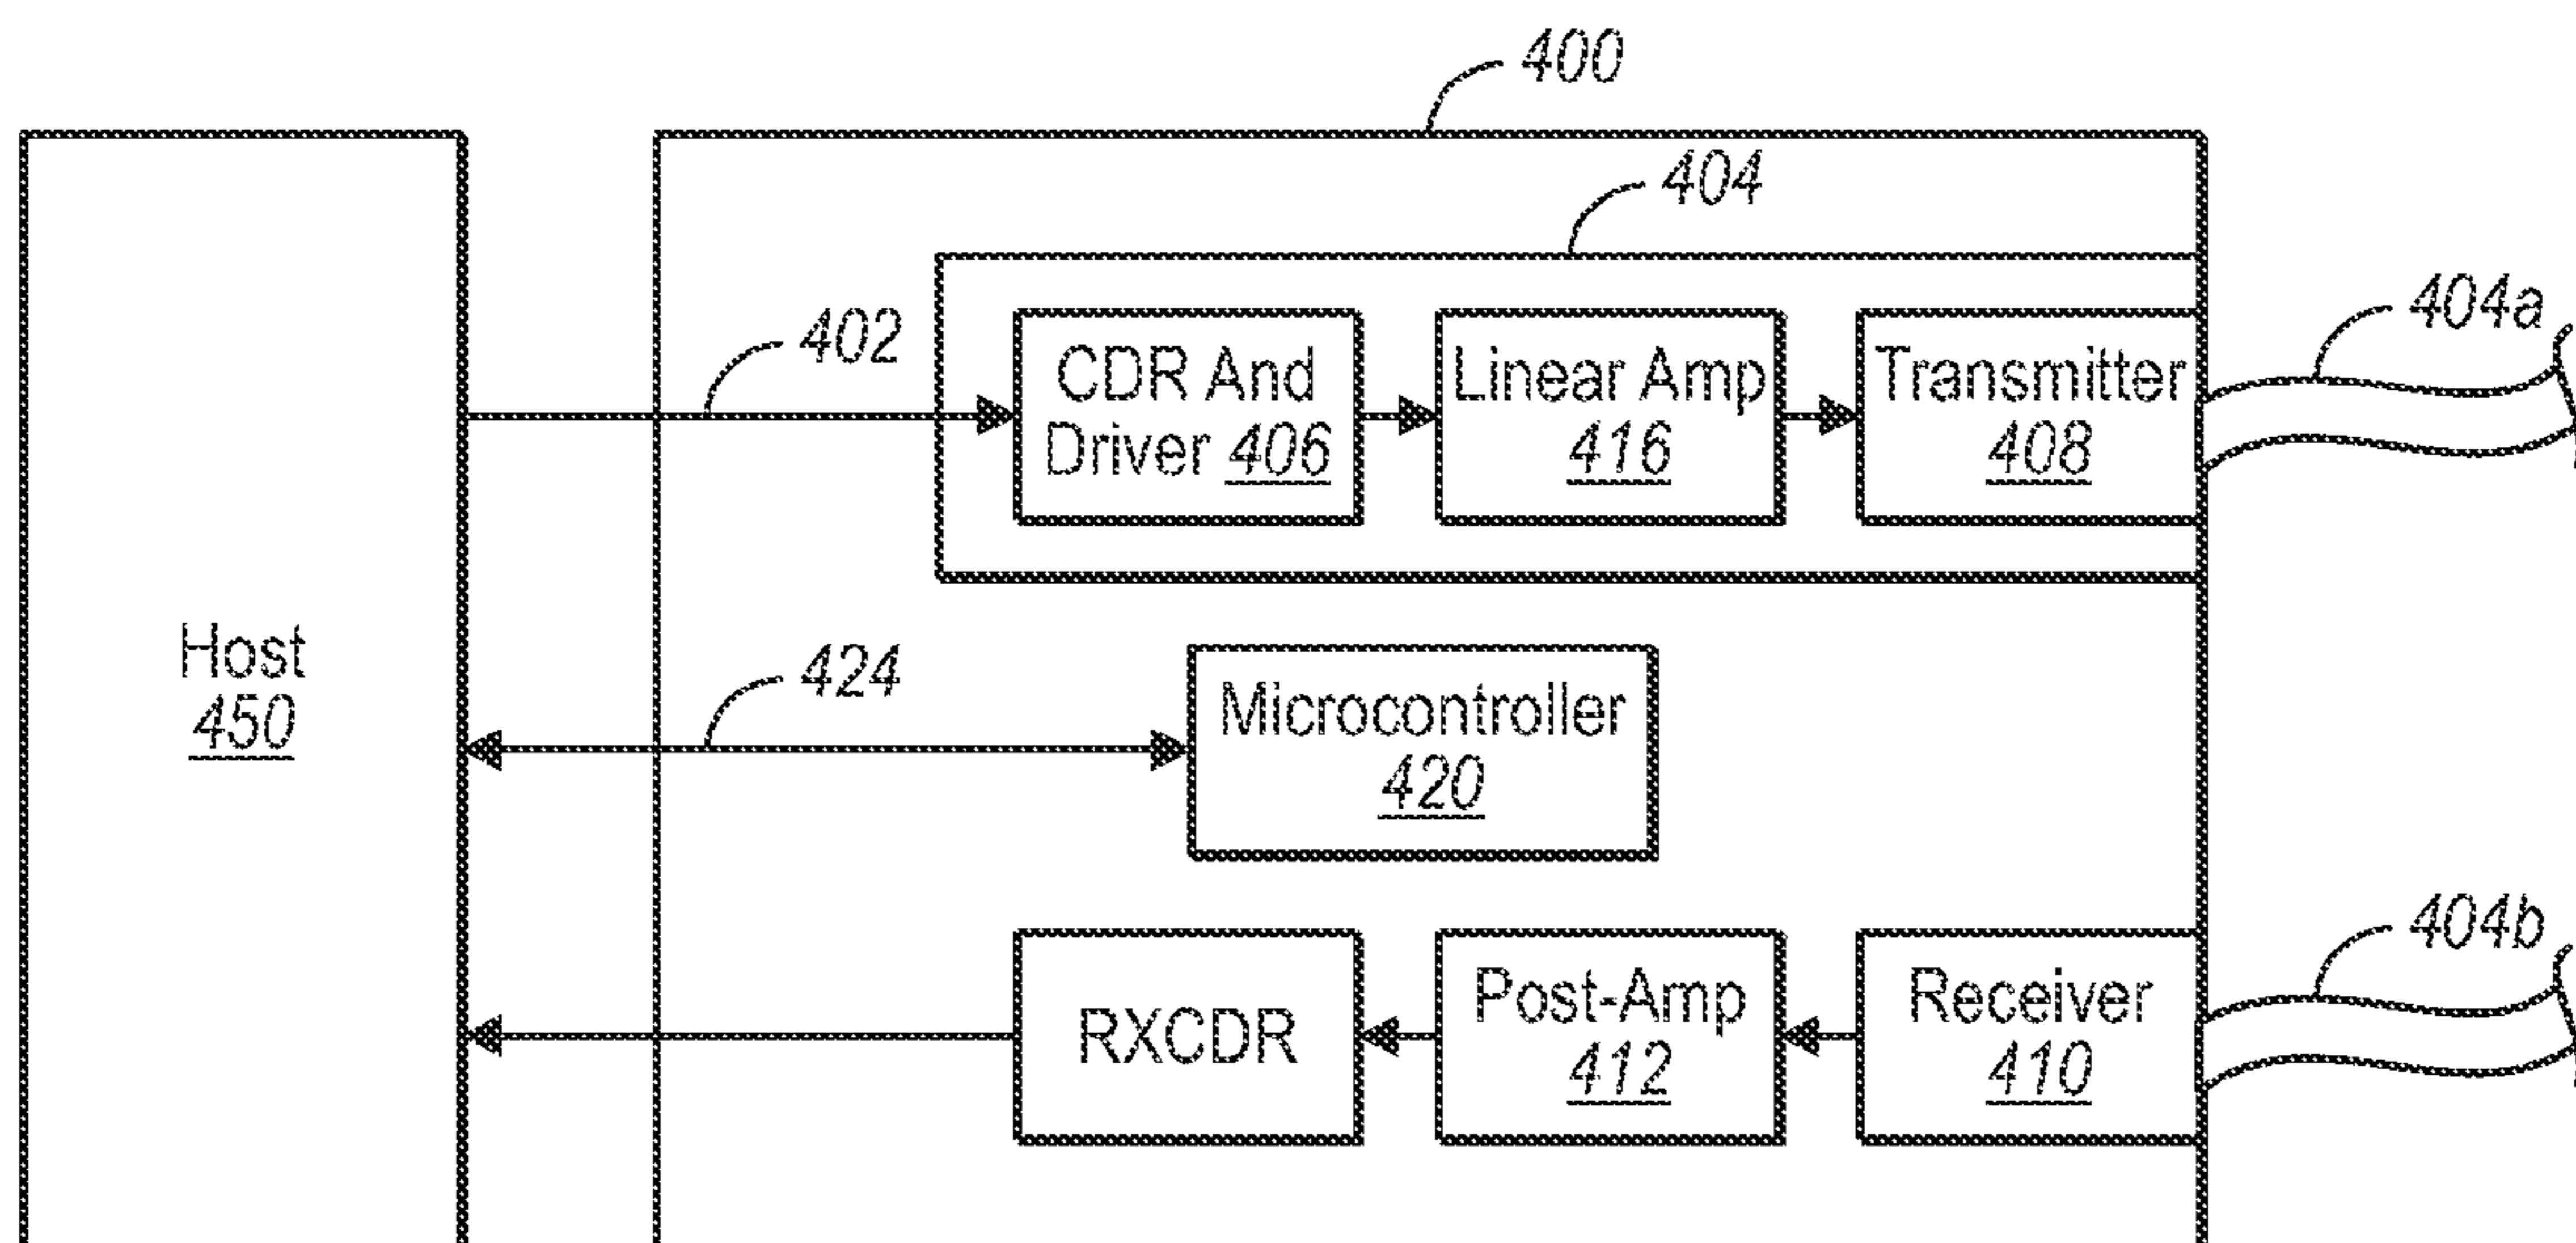 400
404
404a
402
CDR And
Driver 406
Linear Amp
416
Transmitter
408
Host
450
424
Microcontroller
420
404b
RXCDR
Post-Amp
412
Receiver
410